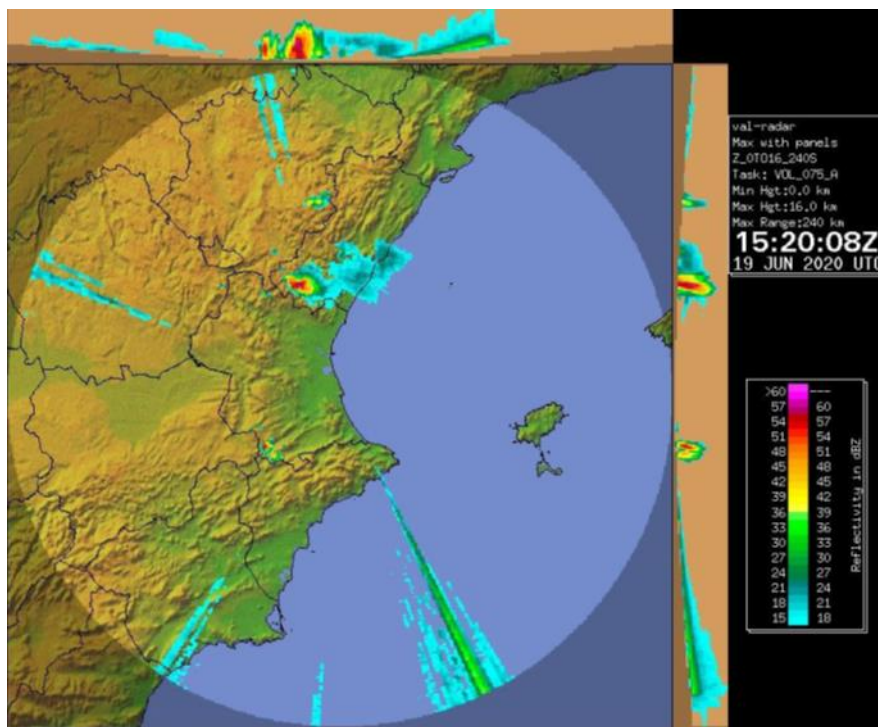 val-radar
Max with panels
Z_0TO16_240S
Task: VOL_075_A
Min Hgt:0.0 km
Max Hgt:16.0 km
Max Range:240 km
15:20:08Z
19 JUN 2020 UTC
>60 ---
57 60
54 57
51 54
48 51
45 48
42 45
39 42
36 39
33 36
30 33
27 30
24 27
21 24
18 21
15 18
Reflectivity in dBZ